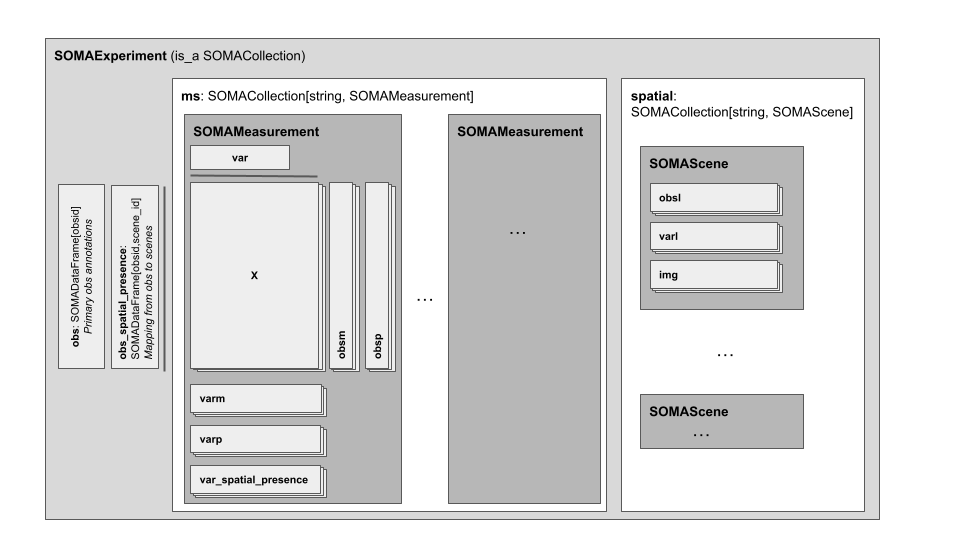 SOMAExperiment (is_a SOMACollection)
obs: SOMADataFrame[obsid]
Primary obs annotations
obs_spatial_presence:
SOMADataFrame[obsid,scene_id]
Mapping from obs to scenes
ms: SOMACollection[string, SOMAMeasurement]
SOMAMeasurement
var
X
obsm
obsp
varm
varp
var_spatial_presence
...
SOMAMeasurement
...
spatial:
SOMACollection[string, SOMAScene]
SOMAScene
obsl
varl
img
...
SOMAScene
...